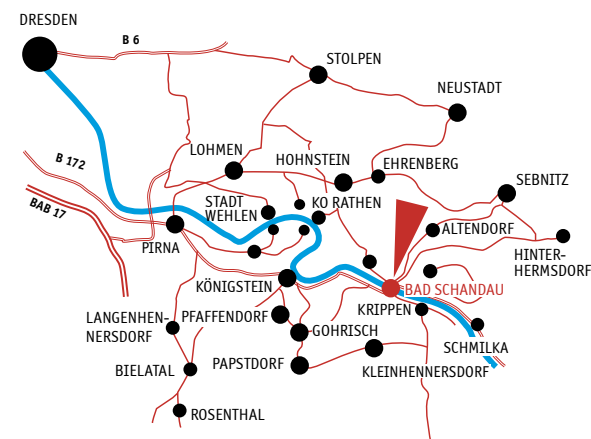 DRESDEN
B 6
STOLPEN
NEUSTADT
B 172
LOHMEN
HOHNSTEIN
EHRENBERG
SEBNITZ
BAB 17
STADT
WEHLEN
KO RATHEN
ALTENDORF
PIRNA
HINTER-
HERMSDORF
KÖNIGSTEIN
BAD SCHANDAU
KRIPPEN
LANGENHEN-
NERSDORF
PFAFFENDORF
GOHRISCH
SCHMILKA
BIELATAL
PAPSTDORF
KLEINHENNERSDORF
ROSENTHAL